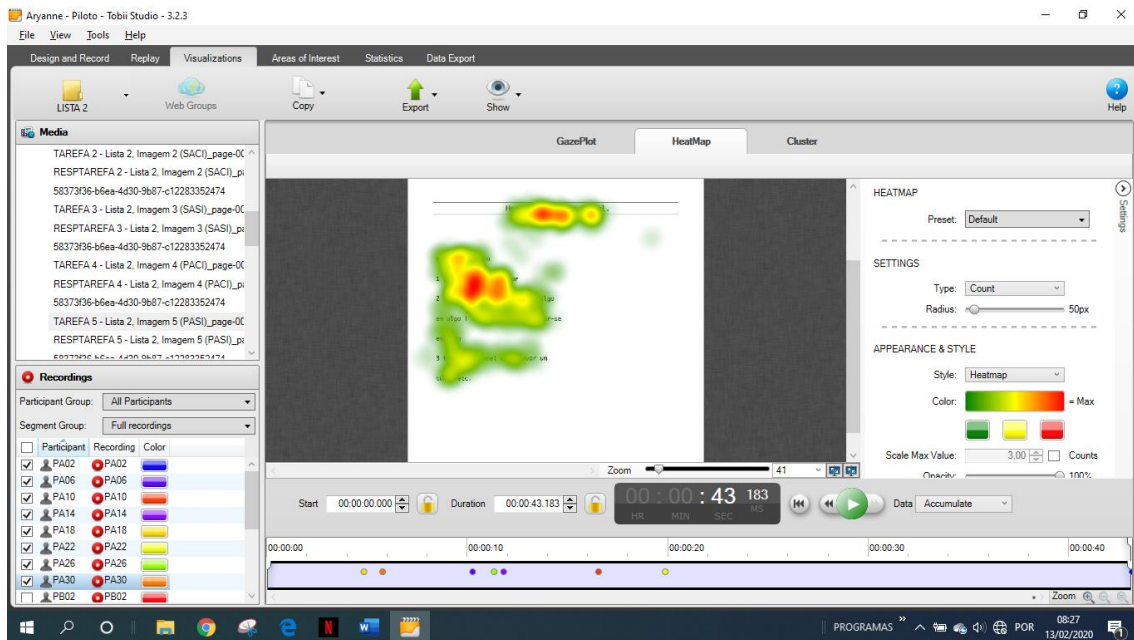 Aryanne - Piloto - Tobii Studio - 3.2.3
File View Tools Help
Design and Record Replay Visualizations Areas of Interest Statistics Data Export
LISTA 2 Web Groups Copy Export Show Help
Media
TAREFA 2 - Lista 2, Imagem 2 (SACI)_page-00
RESPTAREFA 2 - Lista 2, Imagem 2 (SACI)_pa
58373f36-b6ea-4d30-9b87-c12283352474
TAREFA 3 - Lista 2, Imagem 3 (SASI)_page-00
RESPTAREFA 3 - Lista 2, Imagem 3 (SASI)_pa
58373f36-b6ea-4d30-9b87-c12283352474
TAREFA 4 - Lista 2, Imagem 4 (PACI)_page-00
RESPTAREFA 4 - Lista 2, Imagem 4 (PACI)_pa
58373f36-b6ea-4d30-9b87-c12283352474
TAREFA 5 - Lista 2, Imagem 5 (PASI)_page-00
RESPTAREFA 5 - Lista 2, Imagem 5 (PASI)_pa
58373f36-b6ea-4d30-9b87-c12283352474
Recordings
Participant Group: All Participants
Segment Group: Full recordings
Participant Recording Color
PA02 PA02
PA06 PA06
PA10 PA10
PA14 PA14
PA18 PA18
PA22 PA22
PA26 PA26
PA30 PA30
PB02 PB02
GazePlot HeatMap Cluster
1
2
en algo
3 um
HEATMAP
Preset: Default
SETTINGS
Type: Count
Radius: 50px
APPEARANCE & STYLE
Style: Heatmap
Color: = Max
Scale Max Value: 3,00 Counts
Opacity: 100%
Settings
Zoom 41
Start 00:00:00.000 Duration 00:00:43.183 00 : 00 : 43 183 Data Accumulate
HR MIN SEC MS
00:00:00 00:00:10 00:00:20 00:00:30 00:00:40
Zoom
PROGRAMAS POR 08:27
13/02/2020